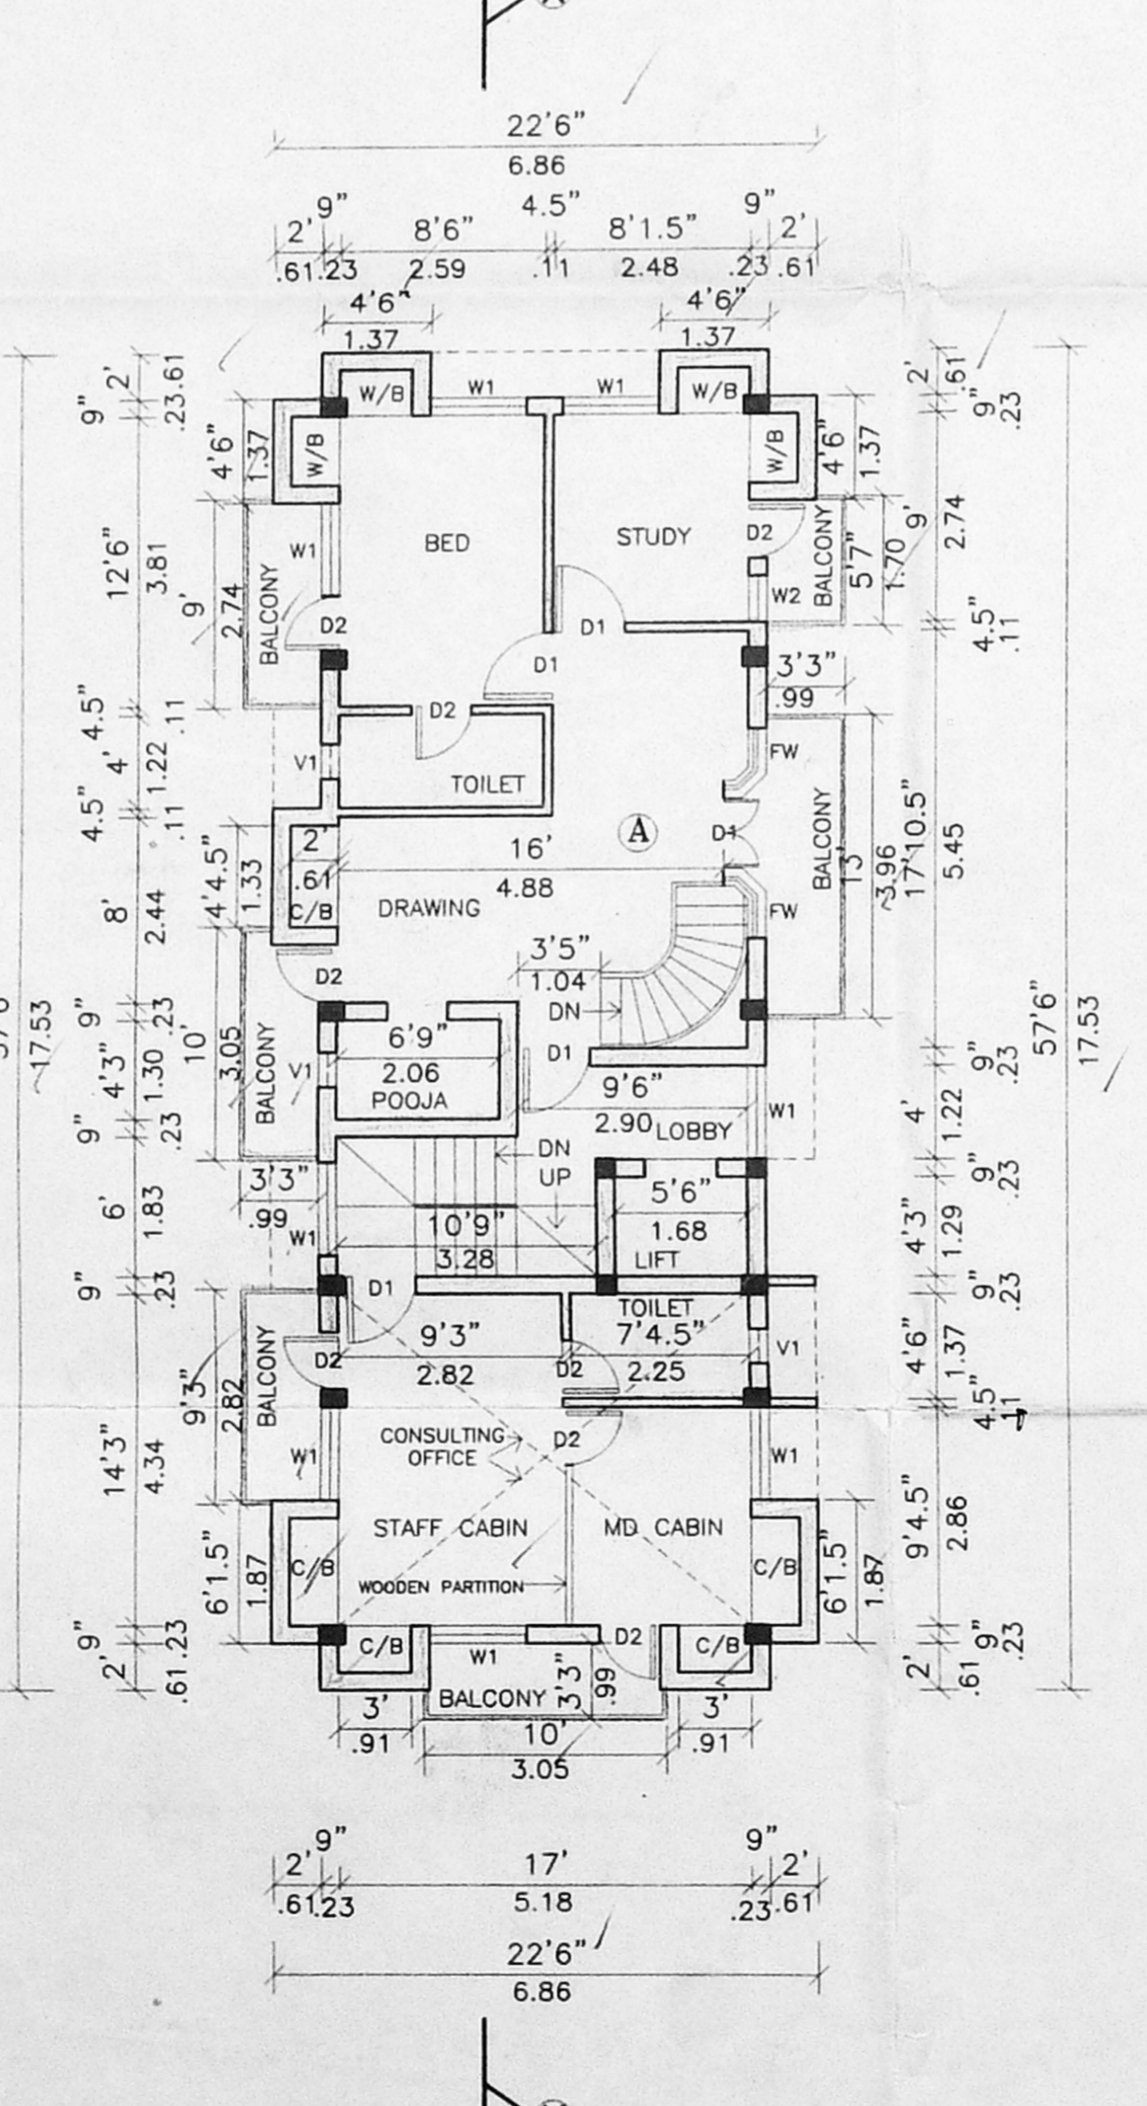 22'6"
6.86
9" 4.5" 9"
2' 8'6" 8'1.5" 2'
.61 .23 2.59 .11 2.48 .23 .61
4'6" 4'6"
1.37 1.37
W/B W1 W1 W/B
2' .61 2' .61
9" .23 9" .23
4'6" 1.37 W/B W/B 4'6" 1.37
12'6" 3.81 9' 2.74
BALCONY W1 BED STUDY D2 BALCONY 5'7" 1.70
9' 2.74 W2
D2 D1
D1 4.5" .11
3'3"
.99
4.5" .11 D2
4' 1.22 V1 TOILET FW
4.5" .11
2' 16' A D1 BALCONY 13' 3.96 17'10.5" 5.45
4'4.5" 1.33 .61 4.88
8' 2.44 C/B DRAWING FW
3'5"
D2 1.04
9" .23 DN
17.53 57'6" 17.53
10' 3.05 BALCONY 6'9" D1 9" .23
4'3" 1.30 V1 2.06 9'6"
POOJA 2.90 LOBBY W1 4' 1.22
9" .23 DN
UP 9" .23
3'3" 5'6"
6' 1.83 .99 10'9" 1.68 4'3" 1.29
W1 3.28 LIFT
9" .23 D1 TOILET 9" .23
9'3" 7'4.5" V1 4'6" 1.37
BALCONY D2 2.82 D2 2.25
9'3" 2.82 4.5" .11
CONSULTING D2
14'3" 4.34 W1 OFFICE W1
STAFF CABIN MD CABIN 9'4.5" 2.86
6'1.5" 1.87 C/B C/B 6'1.5" 1.87
WOODEN PARTITION
9" .23 C/B D2 C/B 9" .23
2' .61 W1 3'3" .99 2' .61
BALCONY
3' 10' 3'
.91 3.05 .91
9" 9"
2' 17' 2'
.61 .23 5.18 .23 .61
22'6"
6.86